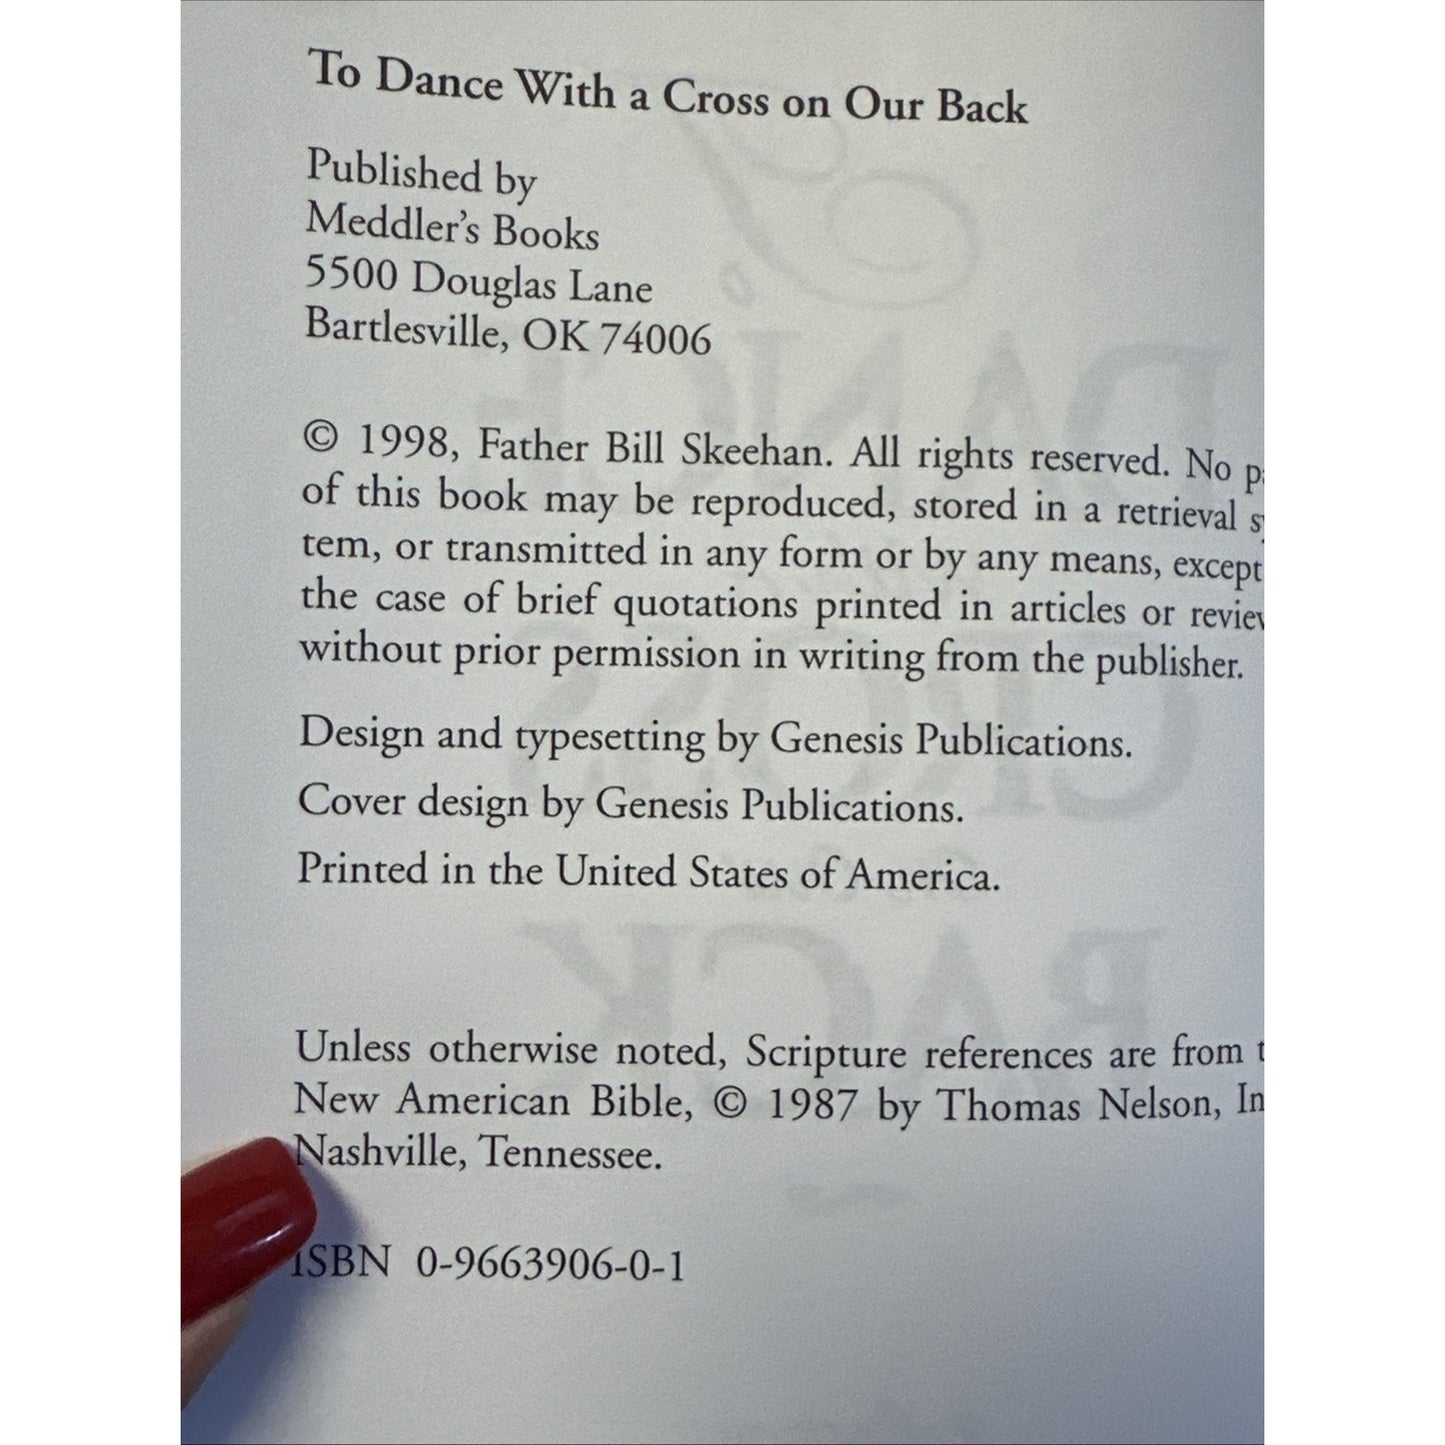 To Dance With a Cross on Our Back
Published by
Meddler's Books
5500 Douglas Lane
Bartlesville, OK 74006
© 1998, Father Bill Skeehan. All rights reserved. No
of this book may be reproduced, stored in a retrieval
tem, or transmitted in any form or by any means, except
the case of brief quotations printed in articles or
without prior permission in writing from the publisher.
Design and typesetting by Genesis Publications.
Cover design by Genesis Publications.
Printed in the United States of America.
Unless otherwise noted, Scripture references are from
New American Bible, © 1987 by Thomas Nelson,
Nashville, Tennessee.
ISBN 0-9663906-0-1